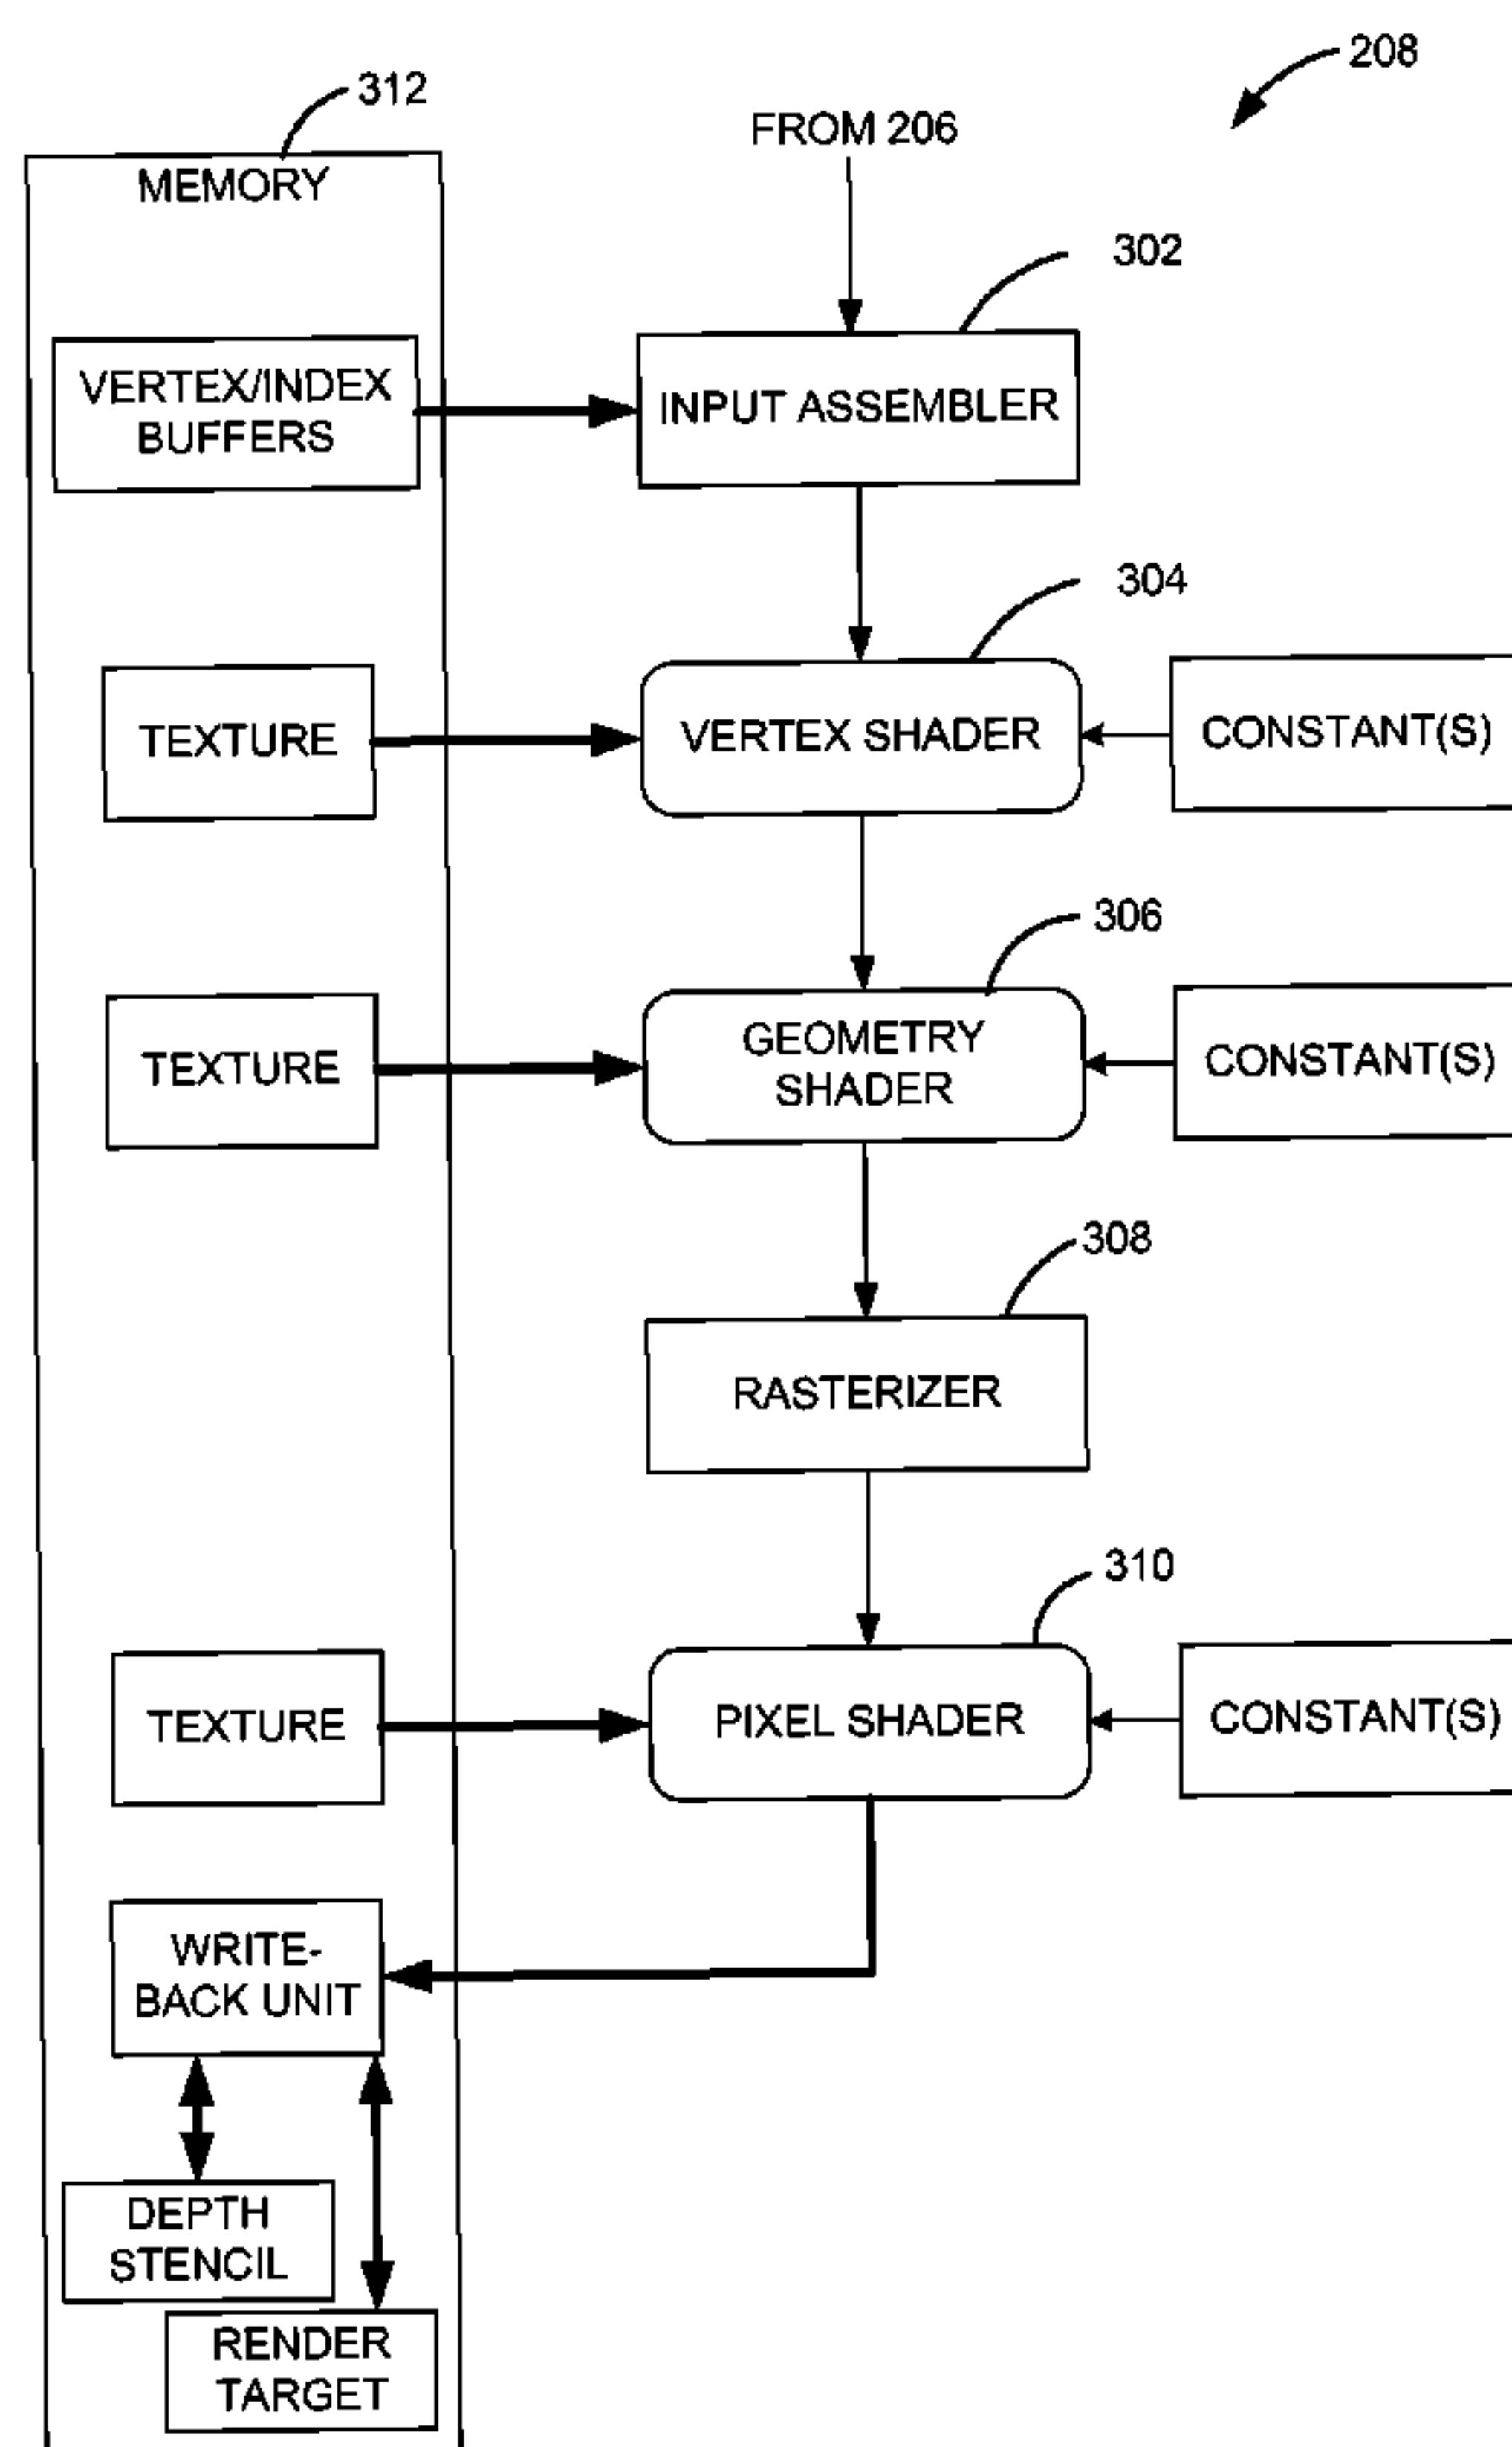 208
312
FROM 206
MEMORY
302
VERTEX/INDEX
BUFFERS
INPUT ASSEMBLER
304
TEXTURE
VERTEX SHADER
CONSTANT(S)
306
TEXTURE
GEOMETRY
SHADER
CONSTANT(S)
308
RASTERIZER
310
TEXTURE
PIXEL SHADER
CONSTANT(S)
WRITE-
BACK UNIT
DEPTH
STENCIL
RENDER
TARGET